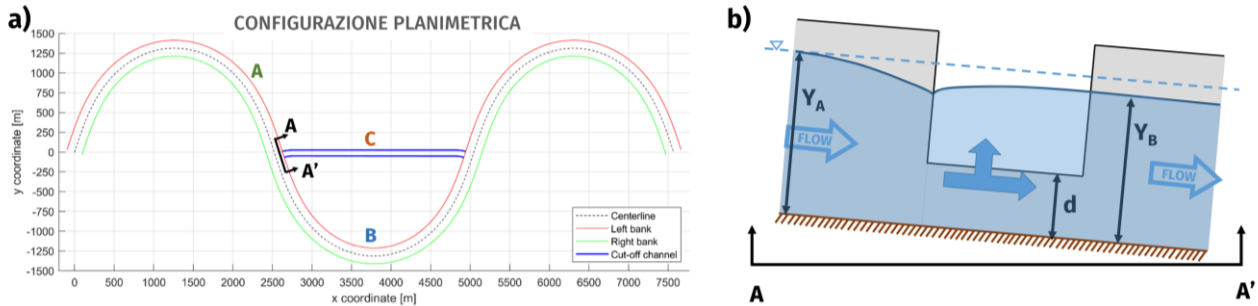 a)
CONFIGURAZIONE PLANIMETRICA
y coordinate [m]
1500
1250
1000
750
500
250
0
-250
-500
-750
-1000
-1250
-1500
A
A
A'
C
B
Centerline
Left bank
Right bank
Cut-off channel
0 500 1000 1500 2000 2500 3000 3500 4000 4500 5000 5500 6000 6500 7000 7500
x coordinate [m]
b)
YA
FLOW
YB
FLOW
d
A
A'